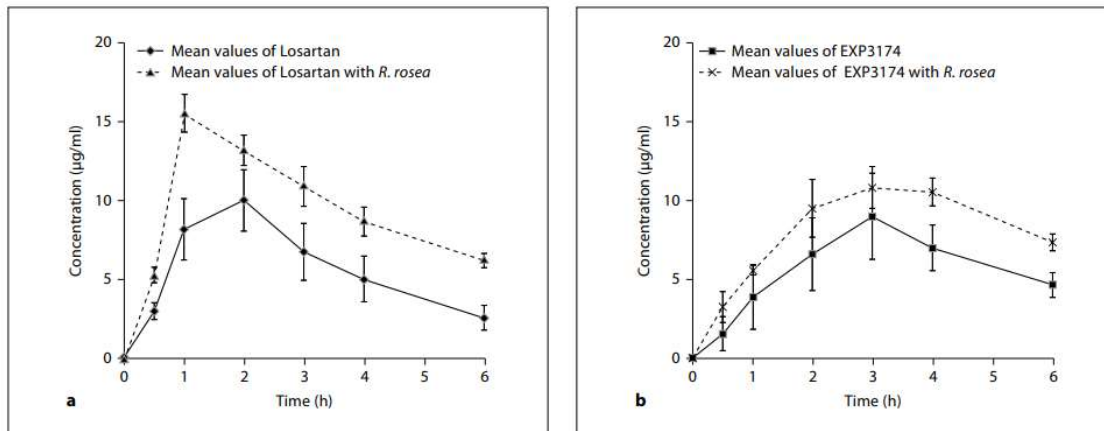 20
15
10
5
0
Concentration (µg/ml)
Mean values of Losartan
Mean values of Losartan with R. rosea
0 1 2 3 4 5 6
a
Time (h)
20
15
10
5
0
Concentration (µg/ml)
Mean values of EXP3174
Mean values of EXP3174 with R. rosea
0 1 2 3 4 5 6
b
Time (h)